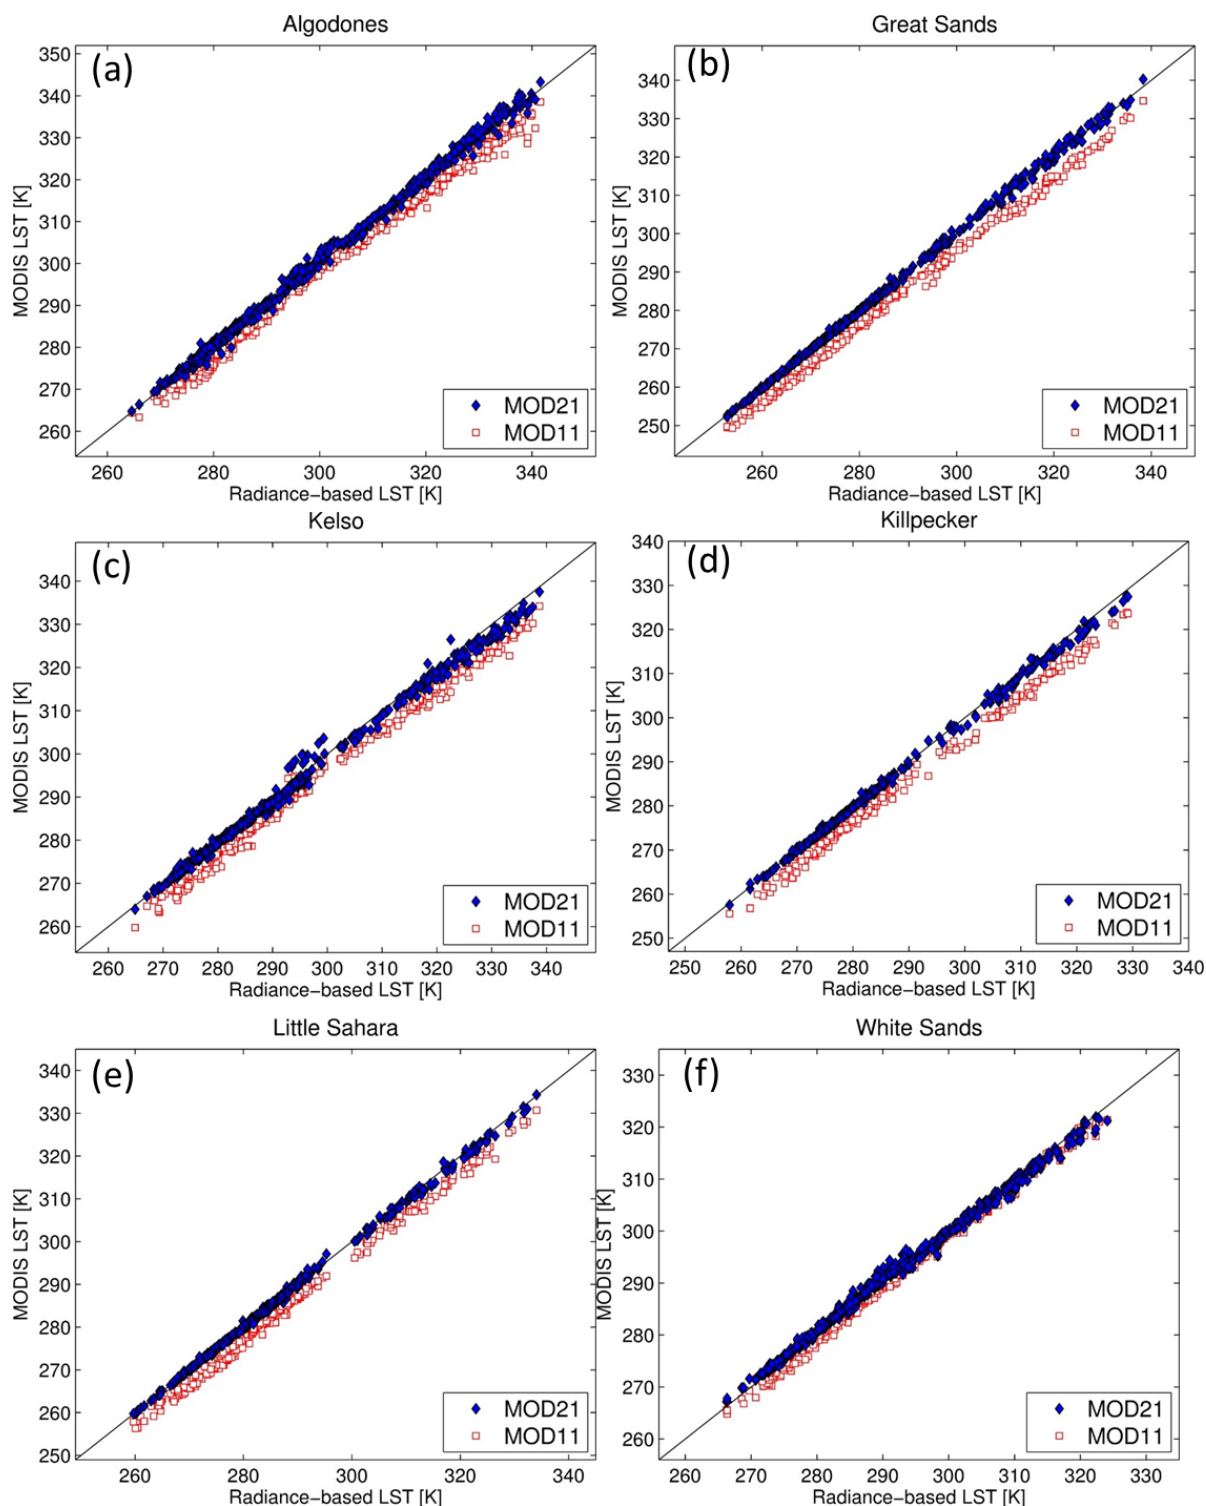 Algodones
(a)
350
340
330
320
310
300
290
280
270
260
MODIS LST [K]
260 280 300 320 340
Radiance−based LST [K]
MOD21
MOD11
Great Sands
(b)
340
330
320
310
300
290
280
270
260
250
MODIS LST [K]
260 280 300 320 340
Radiance−based LST [K]
MOD21
MOD11
Kelso
(c)
340
330
320
310
300
290
280
270
260
MODIS LST [K]
260 270 280 290 300 310 320 330 340
Radiance−based LST [K]
MOD21
MOD11
Killpecker
(d)
340
330
320
310
300
290
280
270
260
250
MODIS LST [K]
250 260 270 280 290 300 310 320 330 340
Radiance−based LST [K]
MOD21
MOD11
Little Sahara
(e)
340
330
320
310
300
290
280
270
260
250
MODIS LST [K]
260 280 300 320 340
Radiance−based LST [K]
MOD21
MOD11
White Sands
(f)
330
320
310
300
290
280
270
260
MODIS LST [K]
260 270 280 290 300 310 320 330
Radiance−based LST [K]
MOD21
MOD11